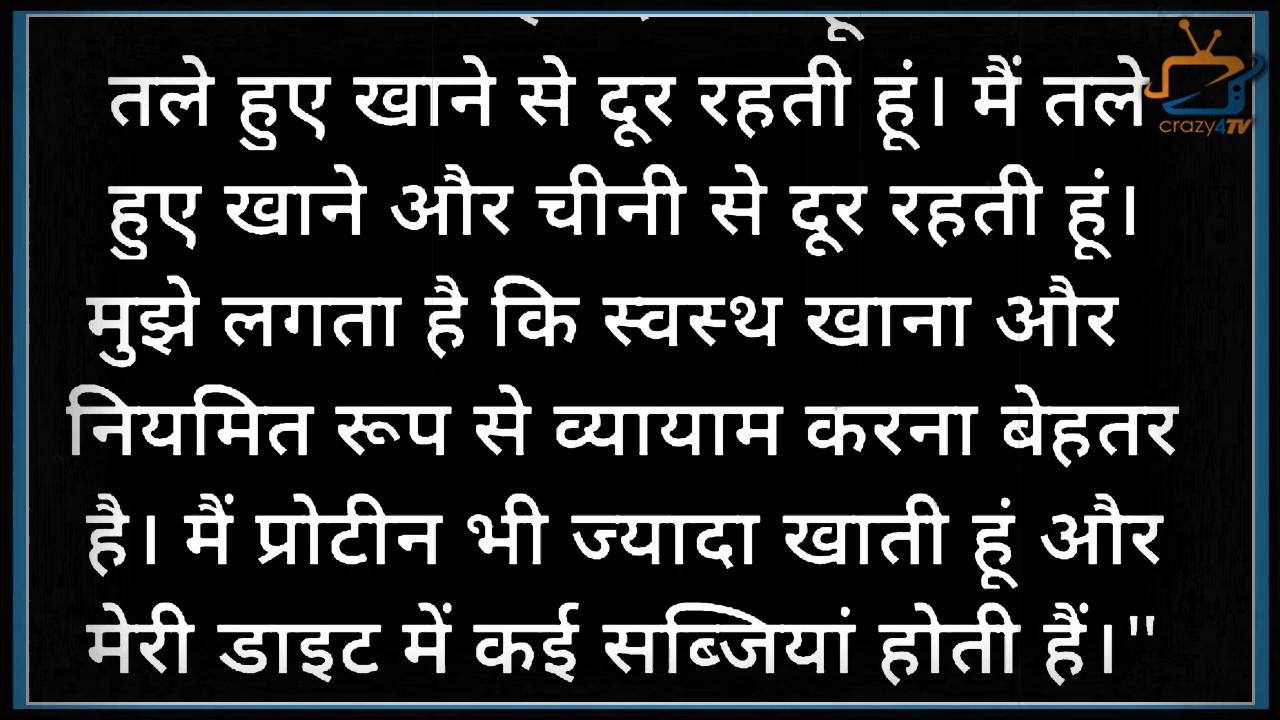 तले हुए खाने से दूर रहती हूं। मैं तले
हुए खाने और चीनी से दूर रहती हूं।
मुझे लगता है कि स्वस्थ खाना और
नियमित रूप से व्यायाम करना बेहतर
है। मैं प्रोटीन भी ज्यादा खाती हूं और
मेरी डाइट में कई सब्जियां होती हैं।"
crazy4TV